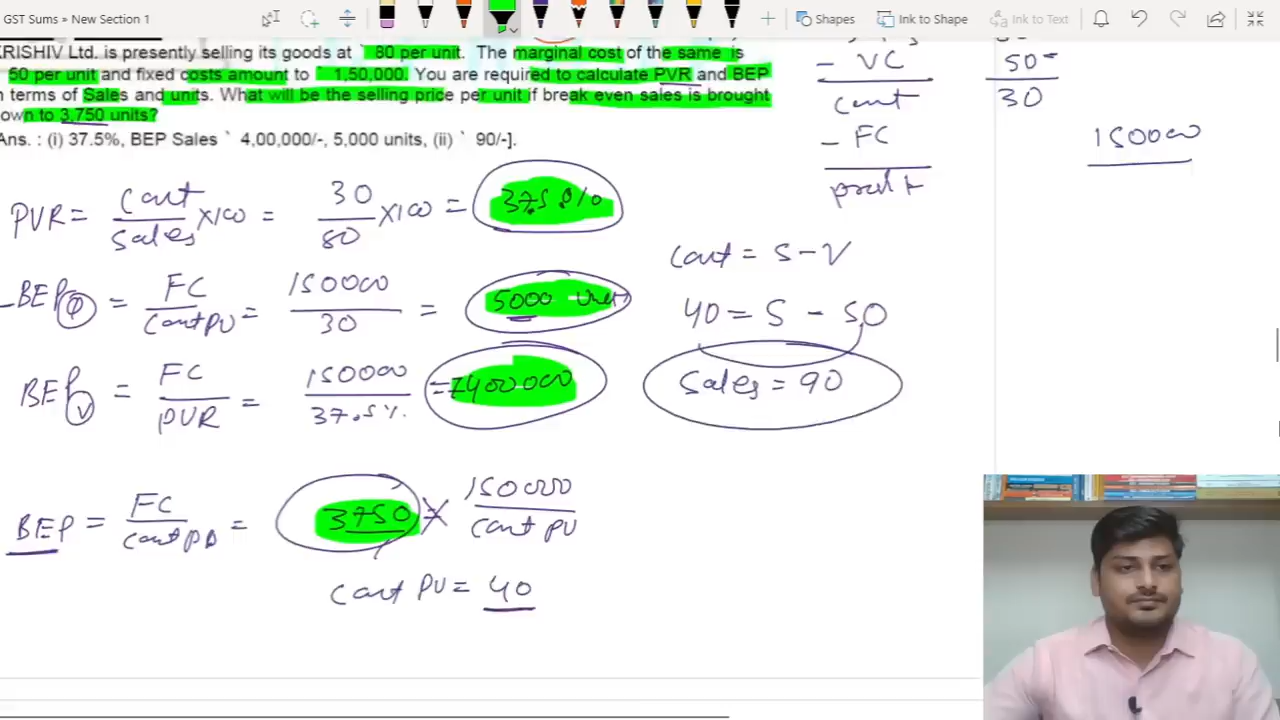 GST Sums » New Section 1
Shapes
Ink to Shape
Ink to Text
KRISHIV Ltd. is presently selling its goods at ` 80 per unit. The marginal cost of the same is
50 per unit and fixed costs amount to ` 1,50,000. You are required to calculate PVR and BEP
n terms of Sales and units. What will be the selling price per unit if break even sales is brought
own to 3,750 units?
Ans. : (i) 37.5%, BEP Sales ` 4,00,000/-, 5,000 units, (ii) ` 90/-].
- VC 50
cont 30
- FC 150000
profit
PVR = cont / Sales × 100 = 30 / 80 × 100 = 37.5%
BEP(Q) = FC / cont PU = 150000 / 30 = 5000 units
BEP(V) = FC / PVR = 150000 / 37.5% = 400000
BEP = FC / cont PU = 3750 × 150000 / cont PU
cont PU = 40
cont = S - V
40 = S - 50
Sales = 90